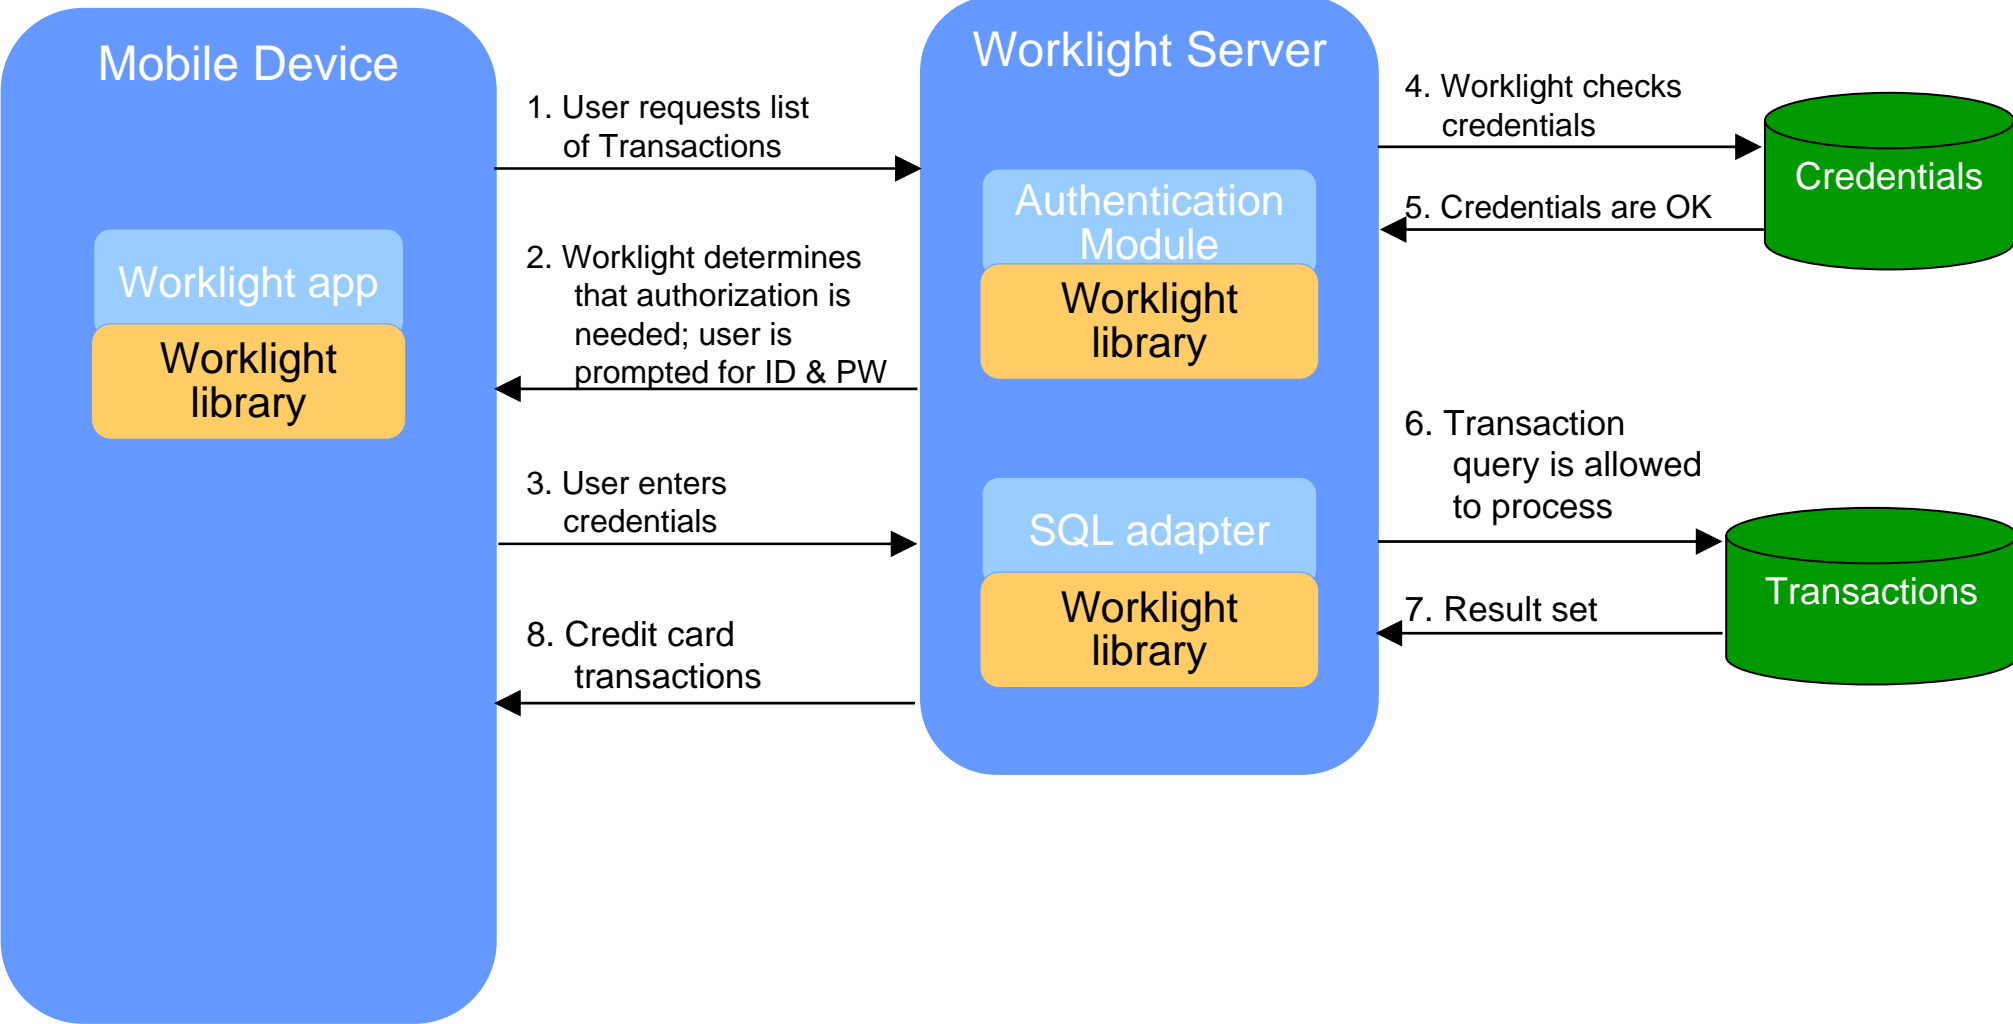 Mobile Device
Worklight app
Worklight
library
1. User requests list
of Transactions
2. Worklight determines
that authorization is
needed; user is
prompted for ID & PW
3. User enters
credentials
8. Credit card
transactions
Worklight Server
Authentication
Module
Worklight
library
SQL adapter
Worklight
library
4. Worklight checks
credentials
5. Credentials are OK
6. Transaction
query is allowed
to process
7. Result set
Credentials
Transactions